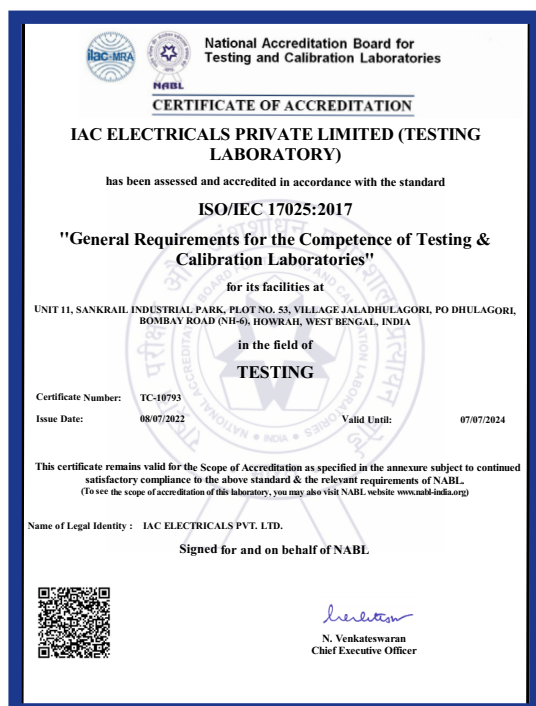 National Accreditation Board for
Testing and Calibration Laboratories
ilac-MRA
NABL
CERTIFICATE OF ACCREDITATION
IAC ELECTRICALS PRIVATE LIMITED (TESTING
LABORATORY)
has been assessed and accredited in accordance with the standard
ISO/IEC 17025:2017
"General Requirements for the Competence of Testing &
Calibration Laboratories"
for its facilities at
UNIT 11, SANKRAIL INDUSTRIAL PARK, PLOT NO. 53, VILLAGE JALADHULAGORI, PO DHULAGORI,
BOMBAY ROAD (NH-6), HOWRAH, WEST BENGAL, INDIA
in the field of
TESTING
Certificate Number: TC-10793
Issue Date: 08/07/2022 Valid Until: 07/07/2024
This certificate remains valid for the Scope of Accreditation as specified in the annexure subject to continued
satisfactory compliance to the above standard & the relevant requirements of NABL.
(To see the scope of accreditation of this laboratory, you may also visit NABL website www.nabl-india.org)
Name of Legal Identity : IAC ELECTRICALS PVT. LTD.
Signed for and on behalf of NABL
N. Venkateswaran
Chief Executive Officer